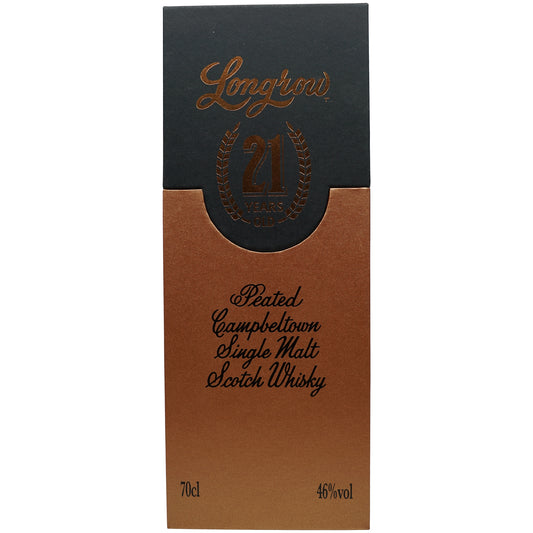 Longrow
21
YEARS
OLD
Peated
Campbeltown
Single Malt
Scotch Whisky
70cl 46%vol